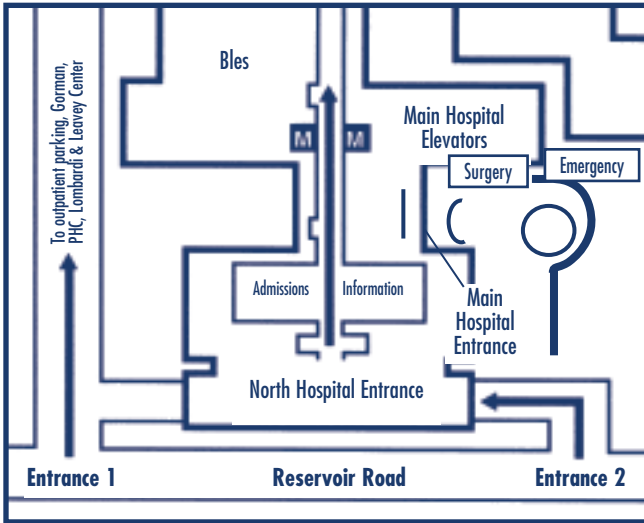 Bles
To outpatient parking, Gorman,
PHC, Lombardi & Leavey Center
M M
Main Hospital
Elevators
Surgery
Emergency
Admissions
Information
Main
Hospital
Entrance
North Hospital Entrance
Entrance 1
Reservoir Road
Entrance 2